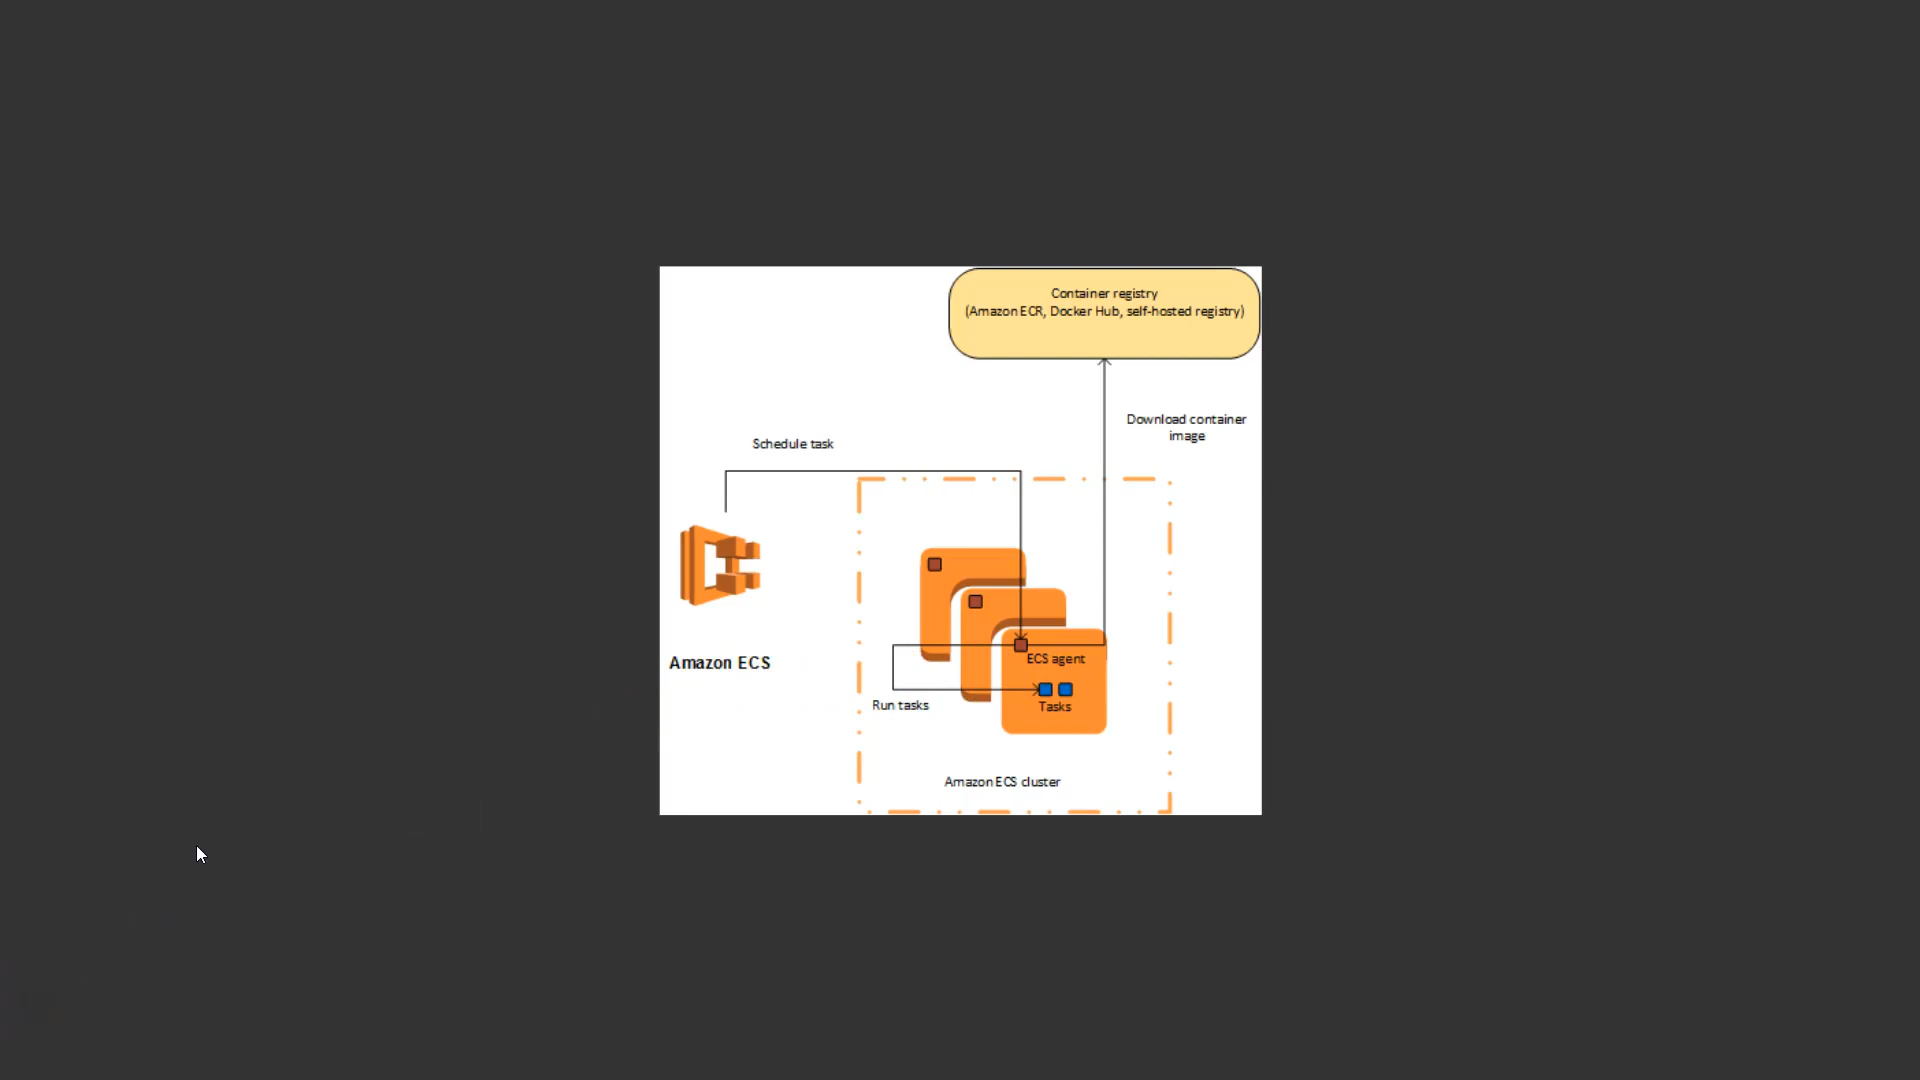 Container registry
(Amazon ECR, Docker Hub, self-hosted registry)
Download container
image
Schedule task
Amazon ECS
ECS agent
Run tasks
Tasks
Amazon ECS cluster